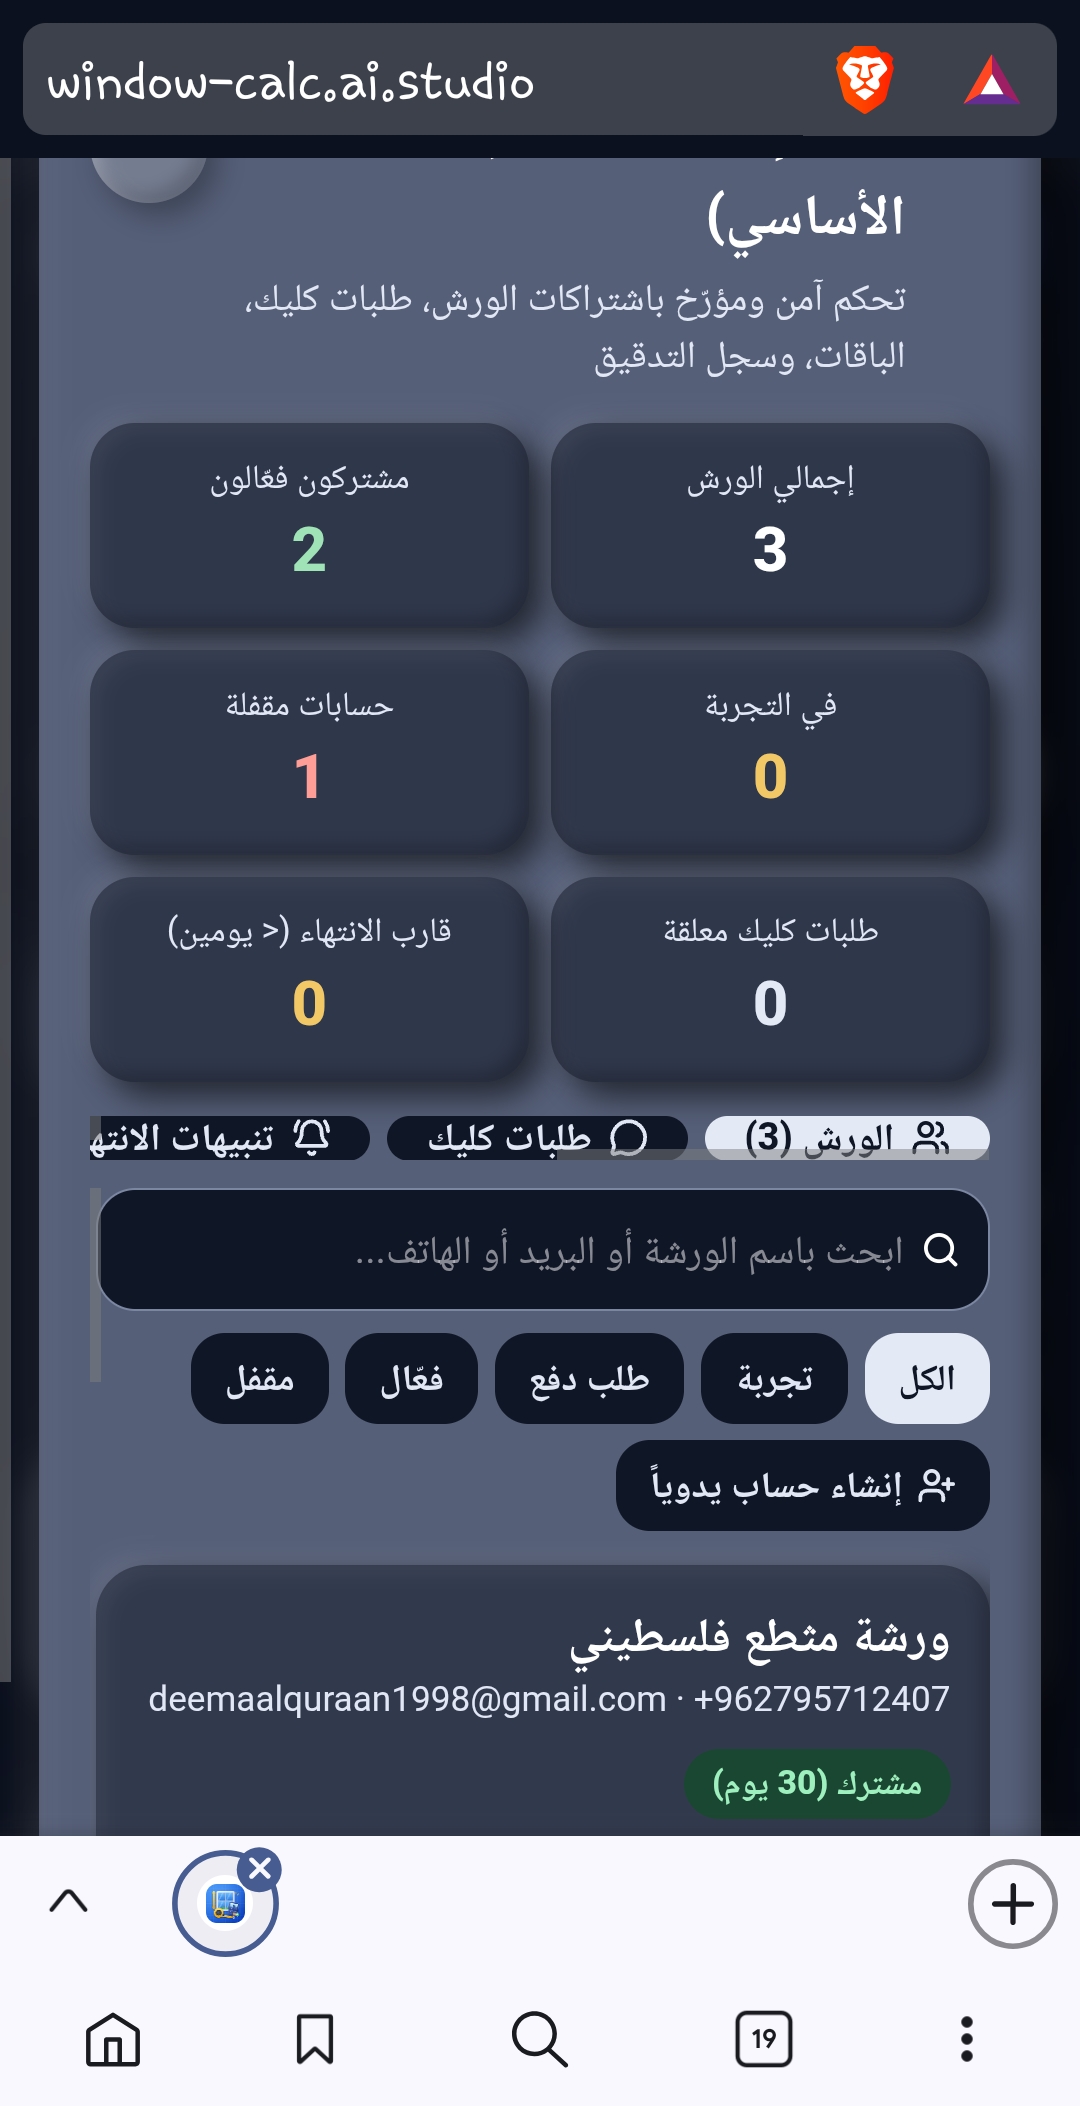 window-calc.ai.studio
الأساسي)
تحكم آمن ومؤرّخ باشتراكات الورش، طلبات كليك،
الباقات، وسجل التدقيق
إجمالي الورش
3
مشتركون فعّالون
2
في التجربة
0
حسابات مقفلة
1
طلبات كليك معلقة
0
قارب الانتهاء (< يومين)
0
الورش (3)
طلبات كليك
تنبيهات
ابحث باسم الورشة أو البريد أو الهاتف...
الكل
تجربة
طلب دفع
فعّال
مقفل
إنشاء حساب يدوياً
ورشة مثطع فلسطيني
deemaalquraan1998@gmail.com · +962795712407
مشترك (30 يوم)
19